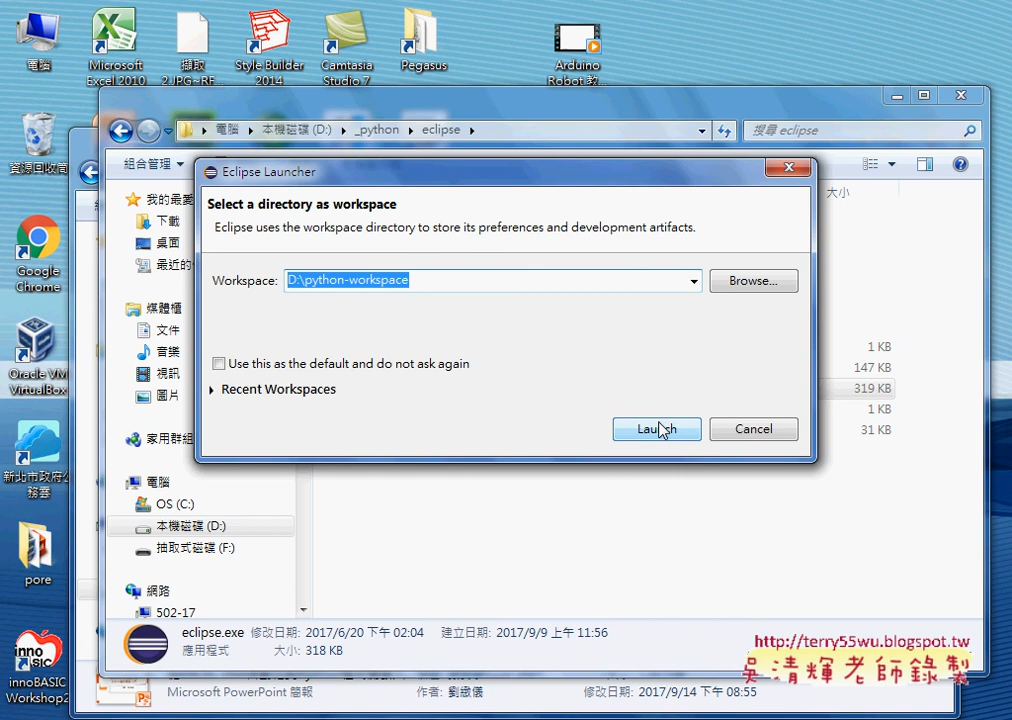 電腦
Microsoft
Excel 2010
擷取
2.JPG~RF...
Style Builder
2014
Camtasia
Studio 7
Pegasus
Arduino
Robot 教...
資源回收筒
Google
Chrome
Oracle VM
VirtualBox
新北市政府公
務雲
pore
innoBASIC
Workshop2
電腦 本機磁碟 (D:) _python eclipse
搜尋 eclipse
組合管理
大小
我的最愛
下載
桌面
最近的
媒體櫃
文件
音樂
視訊
圖片
家用群組
電腦
OS (C:)
本機磁碟 (D:)
抽取式磁碟 (F:)
網路
502-17
1 KB
147 KB
319 KB
1 KB
31 KB
Eclipse Launcher
Select a directory as workspace
Eclipse uses the workspace directory to store its preferences and development artifacts.
Workspace: D:\python-workspace Browse...
Use this as the default and do not ask again
Recent Workspaces
Launch Cancel
eclipse.exe 修改日期: 2017/6/20 下午 02:04 建立日期: 2017/9/9 上午 11:56
應用程式 大小: 318 KB
http://terry55wu.blogspot.tw
吳清輝老師錄製
Microsoft PowerPoint 簡報 作者: 劉繳儀 修改日期: 2017/9/14 下午 08:55